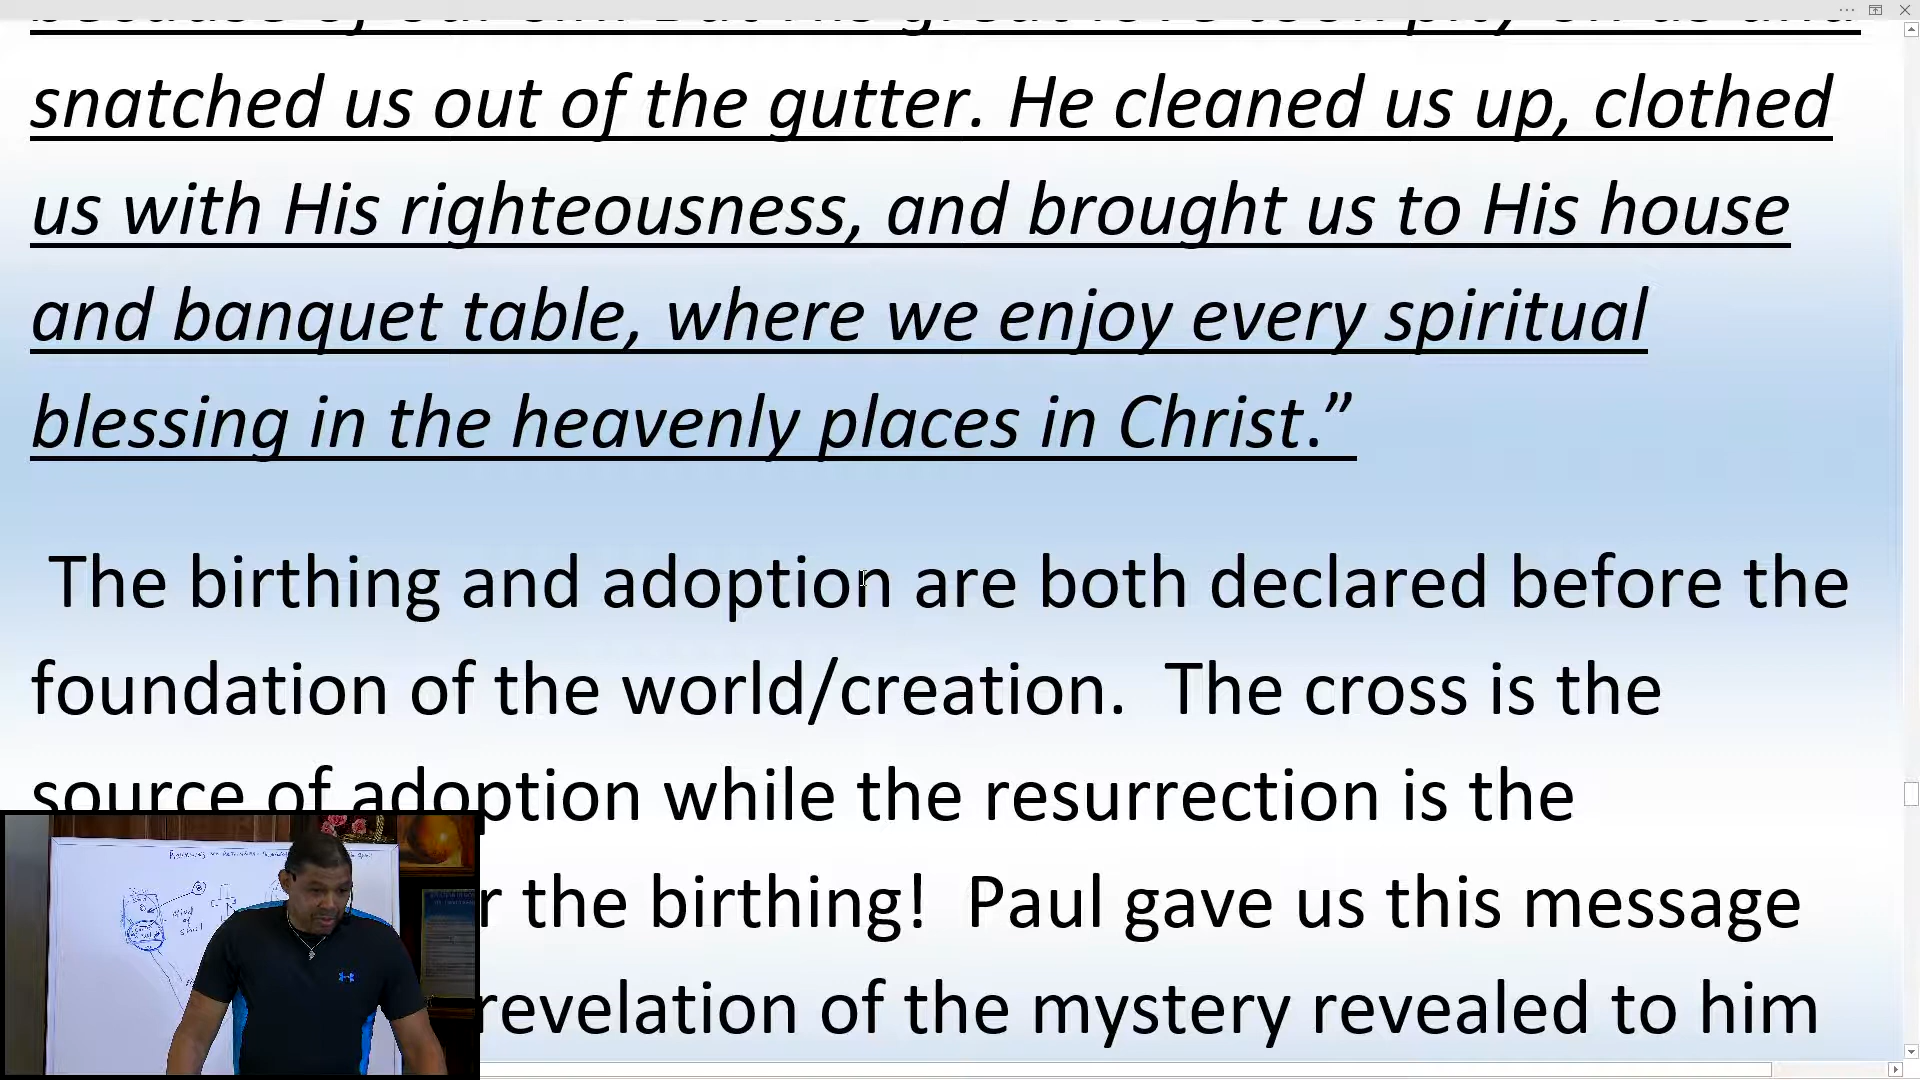 snatched us out of the gutter. He cleaned us up, clothed
us with His righteousness, and brought us to His house
and banquet table, where we enjoy every spiritual
blessing in the heavenly places in Christ.”
The birthing and adoption are both declared before the
foundation of the world/creation.  The cross is the
source of adoption while the resurrection is the
r the birthing!  Paul gave us this message
revelation of the mystery revealed to him